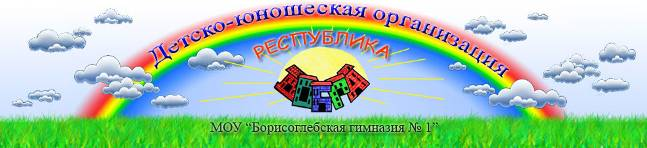 Детско-юношеская организация
РЕСПУБЛИКА
МОУ “Борисоглебская гимназия № 1”